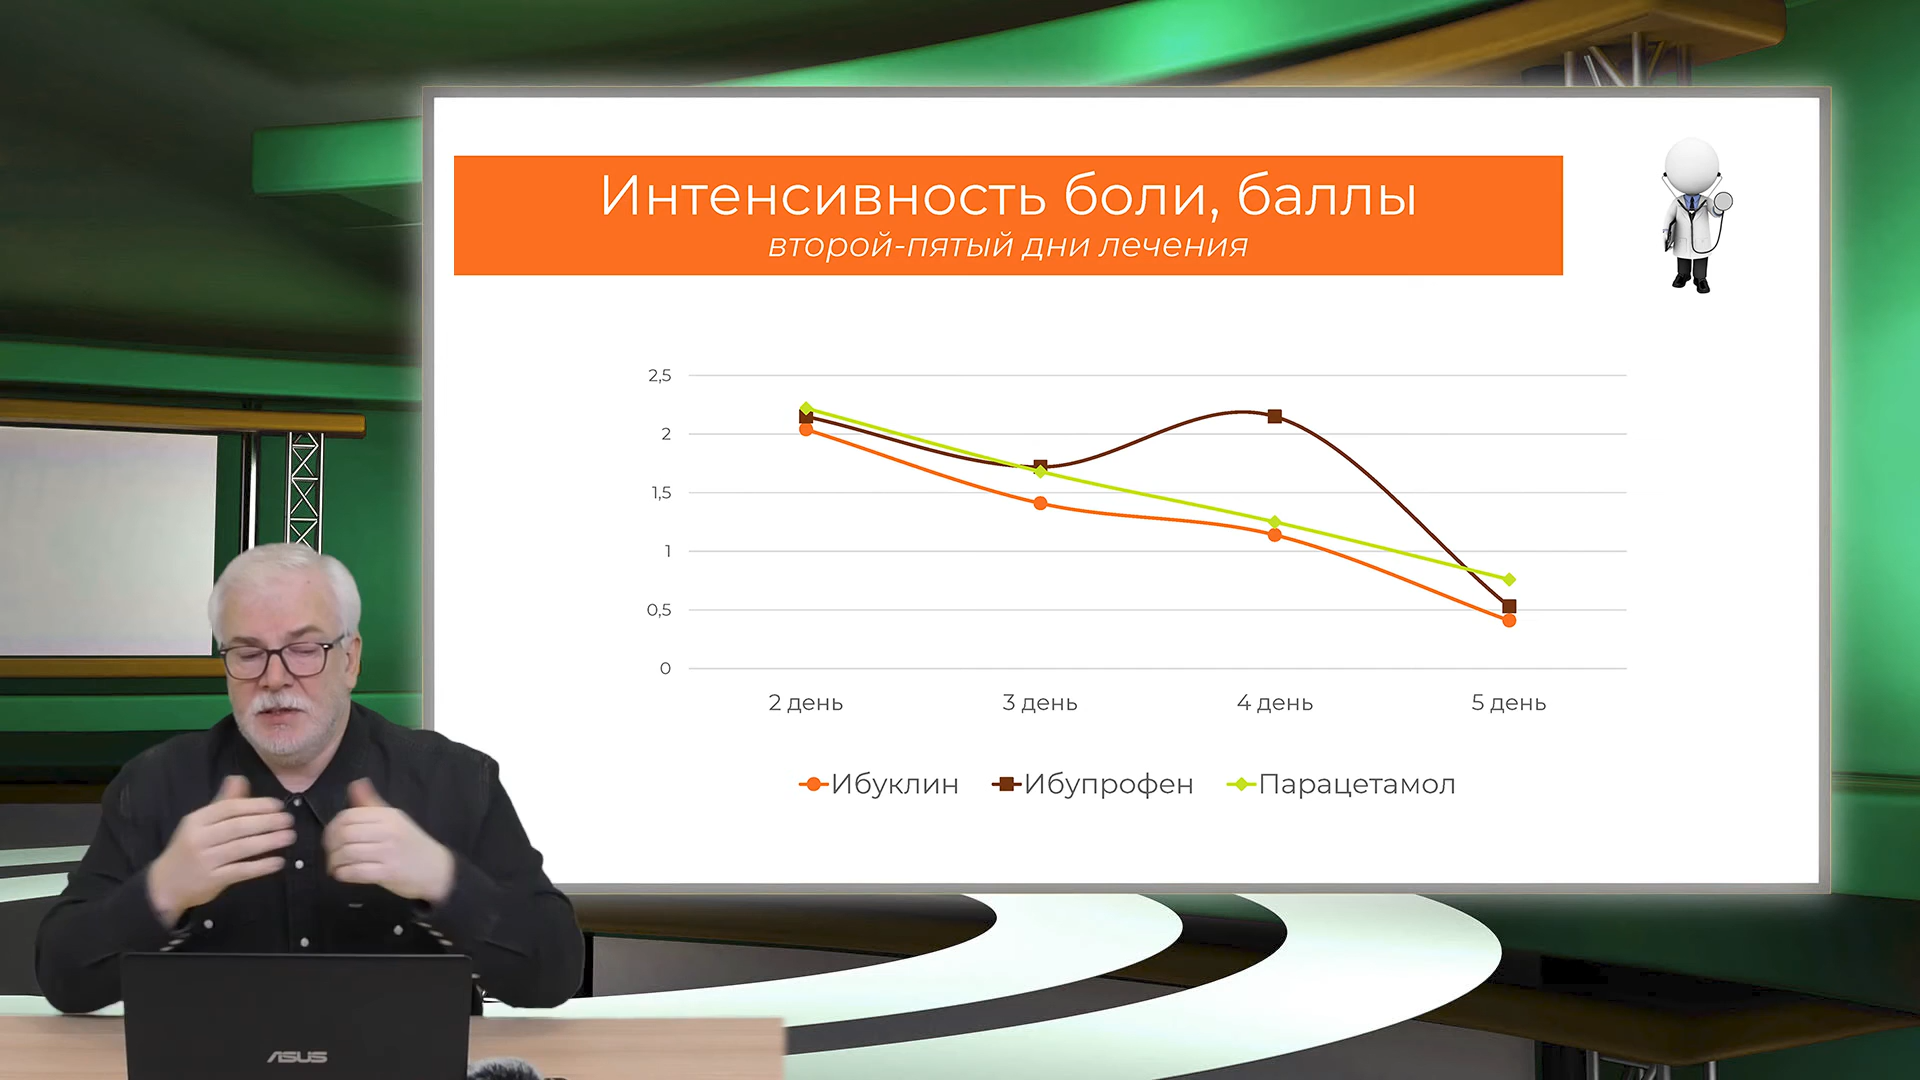 Интенсивность боли, баллы
второй-пятый дни лечения
2,5
2
1,5
1
0,5
0
2 день 3 день 4 день 5 день
Ибуклин Ибупрофен Парацетамол
ASUS